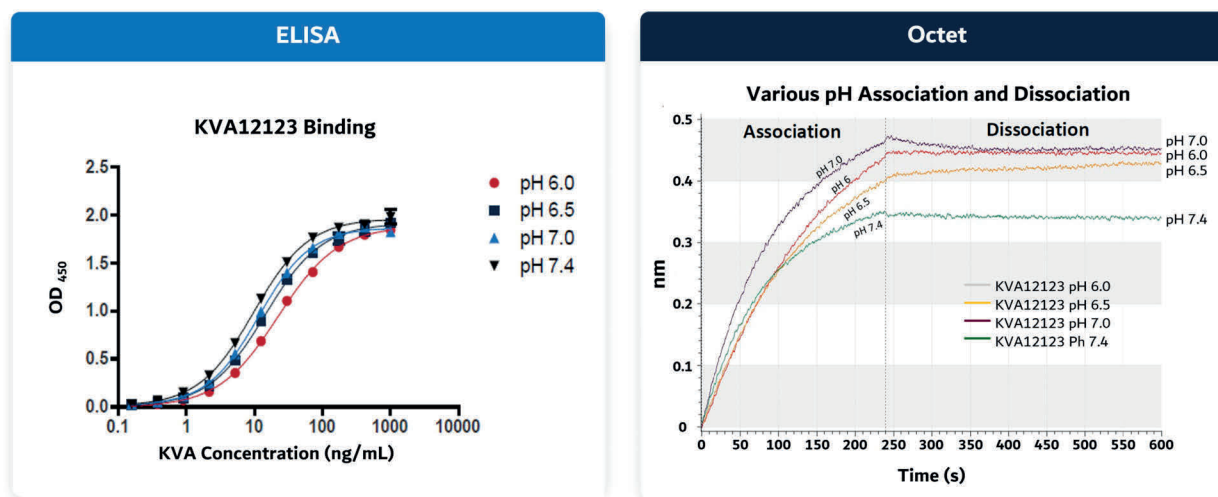 ELISA
KVA12123 Binding
2.5
2.0
1.5
1.0
0.5
0.0
OD 450
0.1
1
10
100
1000
10000
KVA Concentration (ng/mL)
pH 6.0
pH 6.5
pH 7.0
pH 7.4
Octet
Various pH Association and Dissociation
Association
Dissociation
0.5
0.4
0.3
0.2
0.1
0
nm
pH 7.0
pH 6
pH 6.5
pH 7.4
pH 7.0
pH 6.0
pH 6.5
pH 7.4
KVA12123 pH 6.0
KVA12123 pH 6.5
KVA12123 pH 7.0
KVA12123 Ph 7.4
0
50
100
150
200
250
300
350
400
450
500
550
600
Time (s)